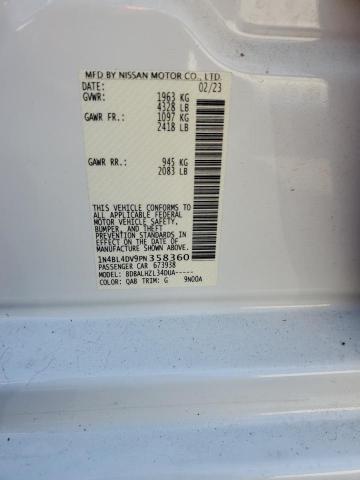 MFD BY NISSAN MOTOR CO., LTD.
DATE: 02/23
GVWR: 1963 KG
4328 LB
GAWR FR.: 1097 KG
2418 LB
GAWR RR.: 945 KG
2083 LB
THIS VEHICLE CONFORMS TO
ALL APPLICABLE FEDERAL
MOTOR VEHICLE SAFETY,
BUMPER, AND THEFT
PREVENTION STANDARDS IN
EFFECT ON THE DATE OF
MANUFACTURE SHOWN ABOVE.
1N4BL4DV9PN358360
PASSENGER CAR 673938
MODEL: BDBALHZL34DUA-----
COLOR: QAB TRIM: G 9N00A